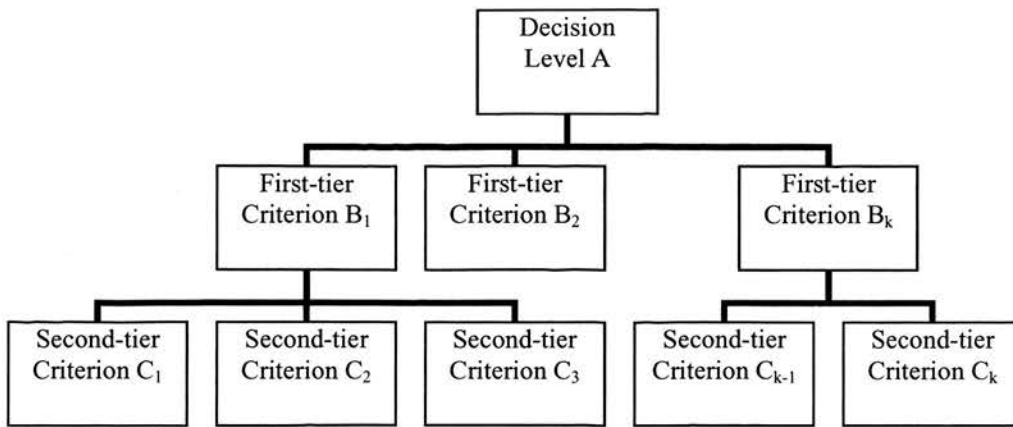 Decision
Level A
First-tier
Criterion B₁
First-tier
Criterion B₂
First-tier
Criterion Bₖ
Second-tier
Criterion C₁
Second-tier
Criterion C₂
Second-tier
Criterion C₃
Second-tier
Criterion Cₖ₋₁
Second-tier
Criterion Cₖ